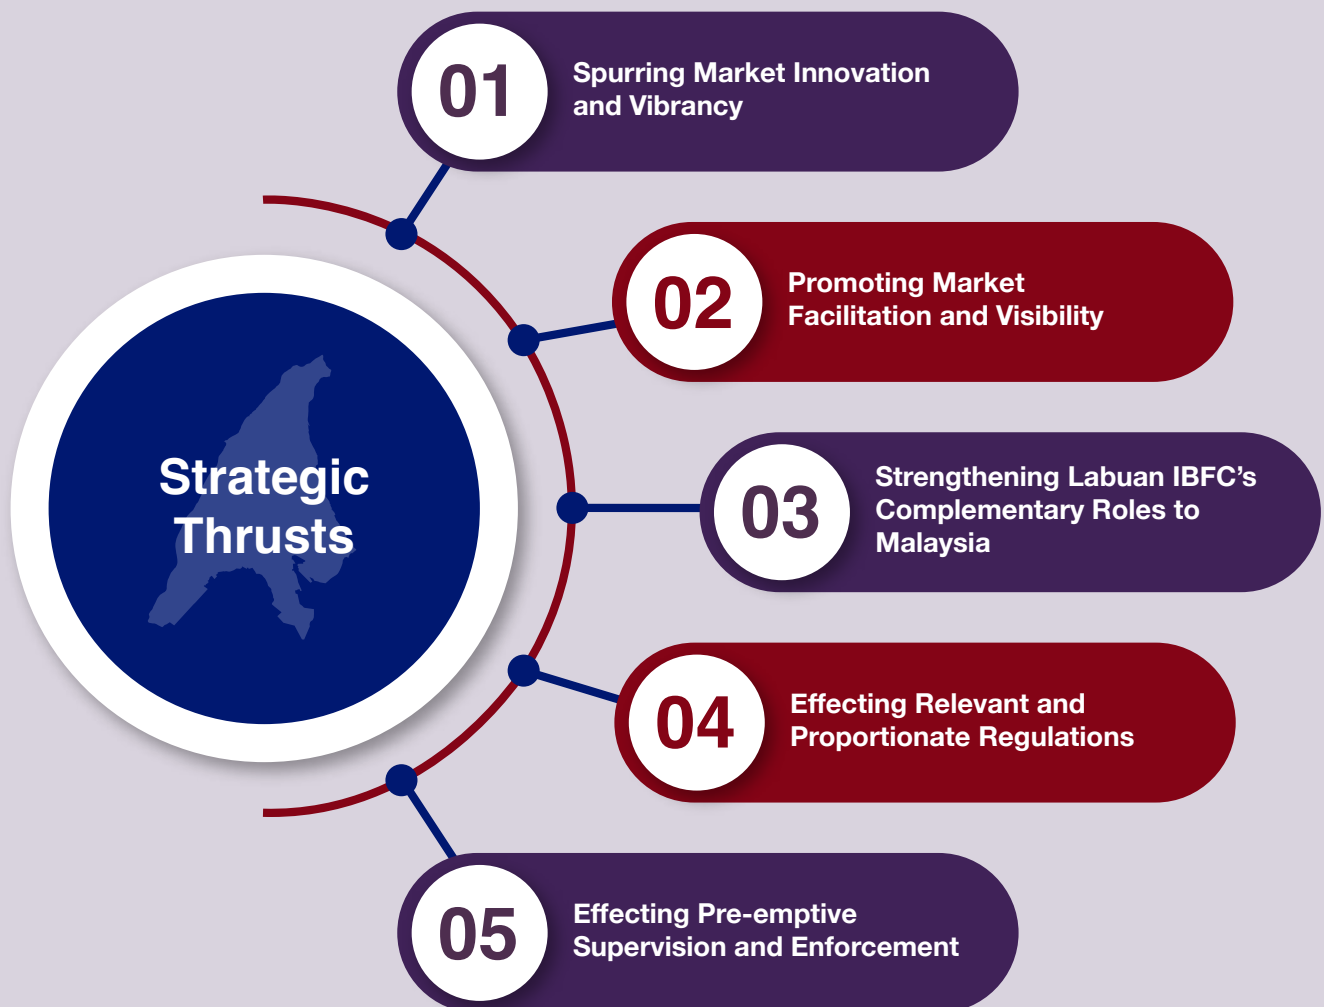 01
Spurring Market Innovation
and Vibrancy
02
Promoting Market
Facilitation and Visibility
Strategic
Thrusts
03
Strengthening Labuan IBFC’s
Complementary Roles to
Malaysia
04
Effecting Relevant and
Proportionate Regulations
05
Effecting Pre-emptive
Supervision and Enforcement